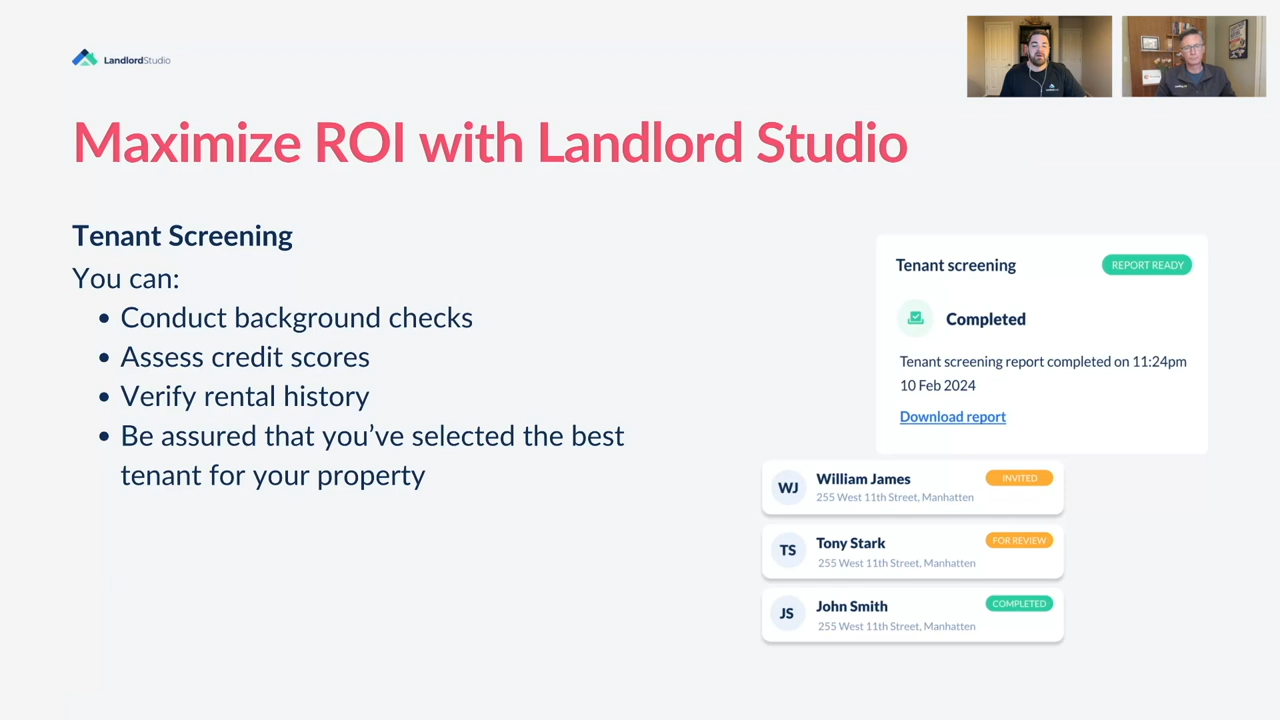 LandlordStudio
Maximize ROI with Landlord Studio
Tenant Screening
You can:
• Conduct background checks
• Assess credit scores
• Verify rental history
• Be assured that you’ve selected the best
tenant for your property
Tenant screening
REPORT READY
Completed
Tenant screening report completed on 11:24pm
10 Feb 2024
Download report
WJ
William James
INVITED
255 West 11th Street, Manhatten
TS
Tony Stark
FOR REVIEW
255 West 11th Street, Manhatten
JS
John Smith
COMPLETED
255 West 11th Street, Manhatten